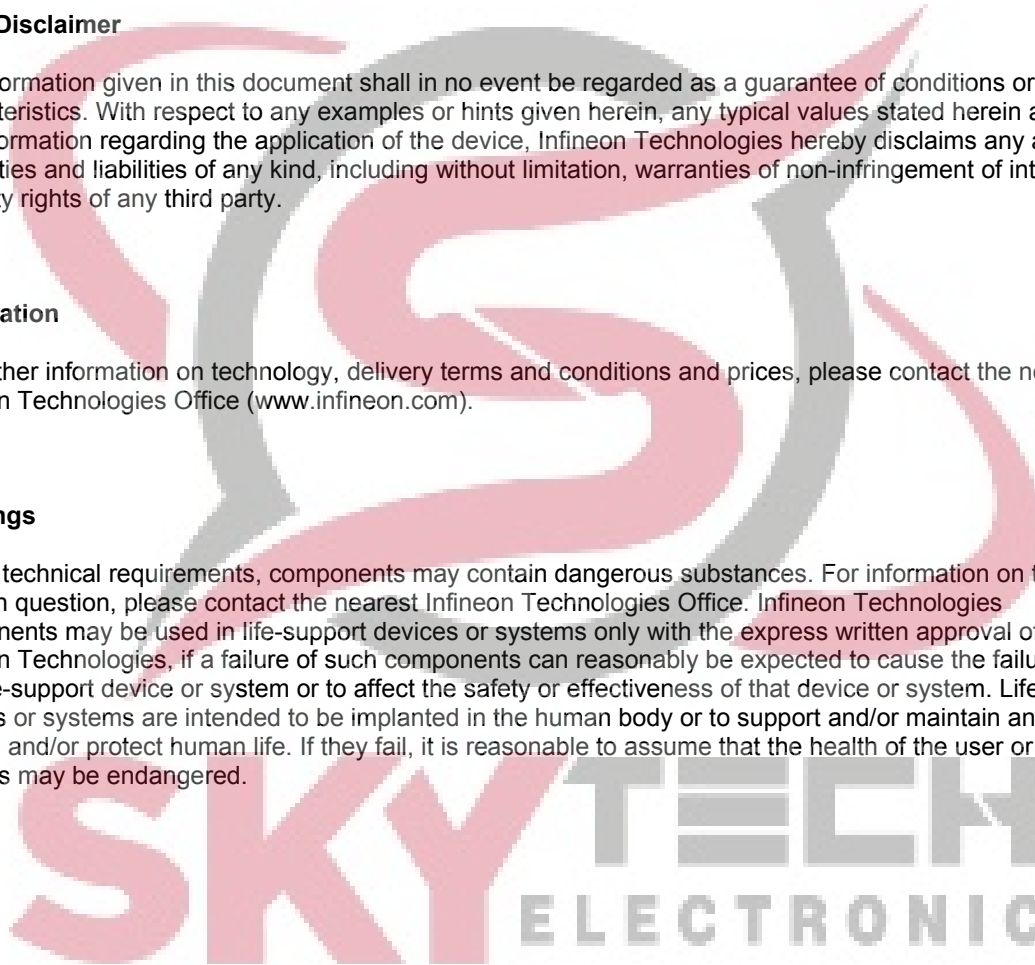 Disclaimer
ormation given in this document shall in no event be regarded as a guarantee of conditions or
teristics. With respect to any examples or hints given herein, any typical values stated herein a
ormation regarding the application of the device, Infineon Technologies hereby disclaims any a
ties and liabilities of any kind, including without limitation, warranties of non-infringement of int
ty rights of any third party.
ation
ther information on technology, delivery terms and conditions and prices, please contact the ne
n Technologies Office (www.infineon.com).
ngs
technical requirements, components may contain dangerous substances. For information on t
n question, please contact the nearest Infineon Technologies Office. Infineon Technologies
nents may be used in life-support devices or systems only with the express written approval of
n Technologies, if a failure of such components can reasonably be expected to cause the failu
e-support device or system or to affect the safety or effectiveness of that device or system. Life
s or systems are intended to be implanted in the human body or to support and/or maintain an
and/or protect human life. If they fail, it is reasonable to assume that the health of the user or
s may be endangered.
SKYTECH
ELECTRONIC